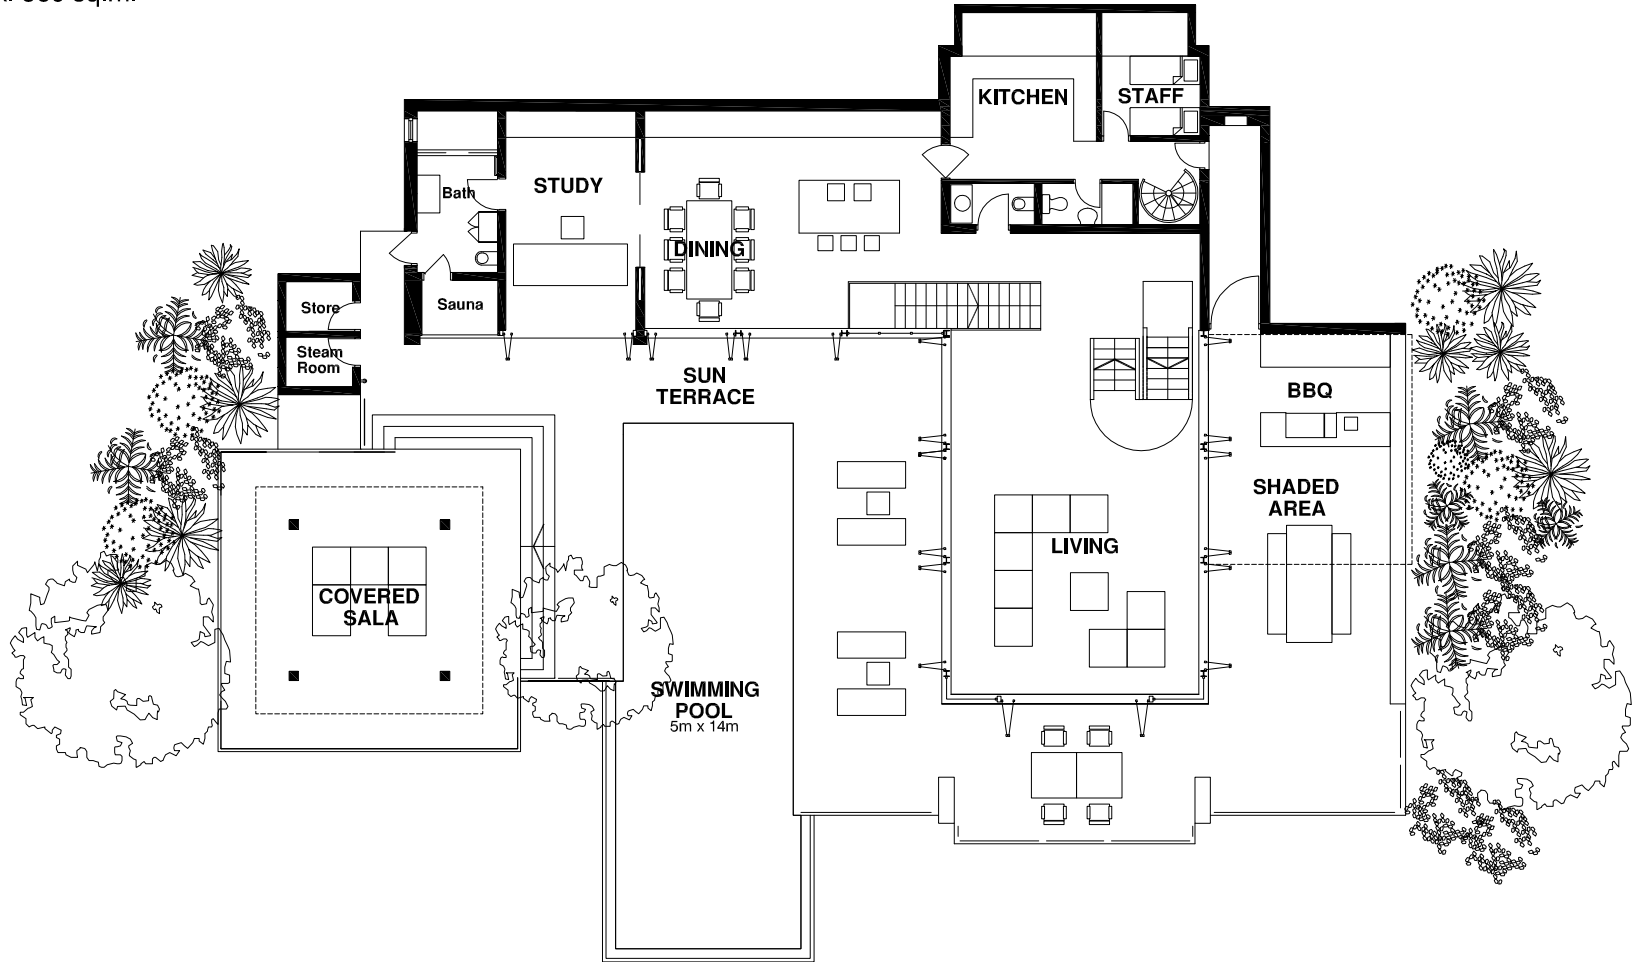 KITCHEN
STAFF
Bath
STUDY
DINING
Store
Sauna
Steam
Room
SUN
TERRACE
BBQ
SHADED
AREA
LIVING
COVERED
SALA
SWIMMING
POOL
5m x 14m